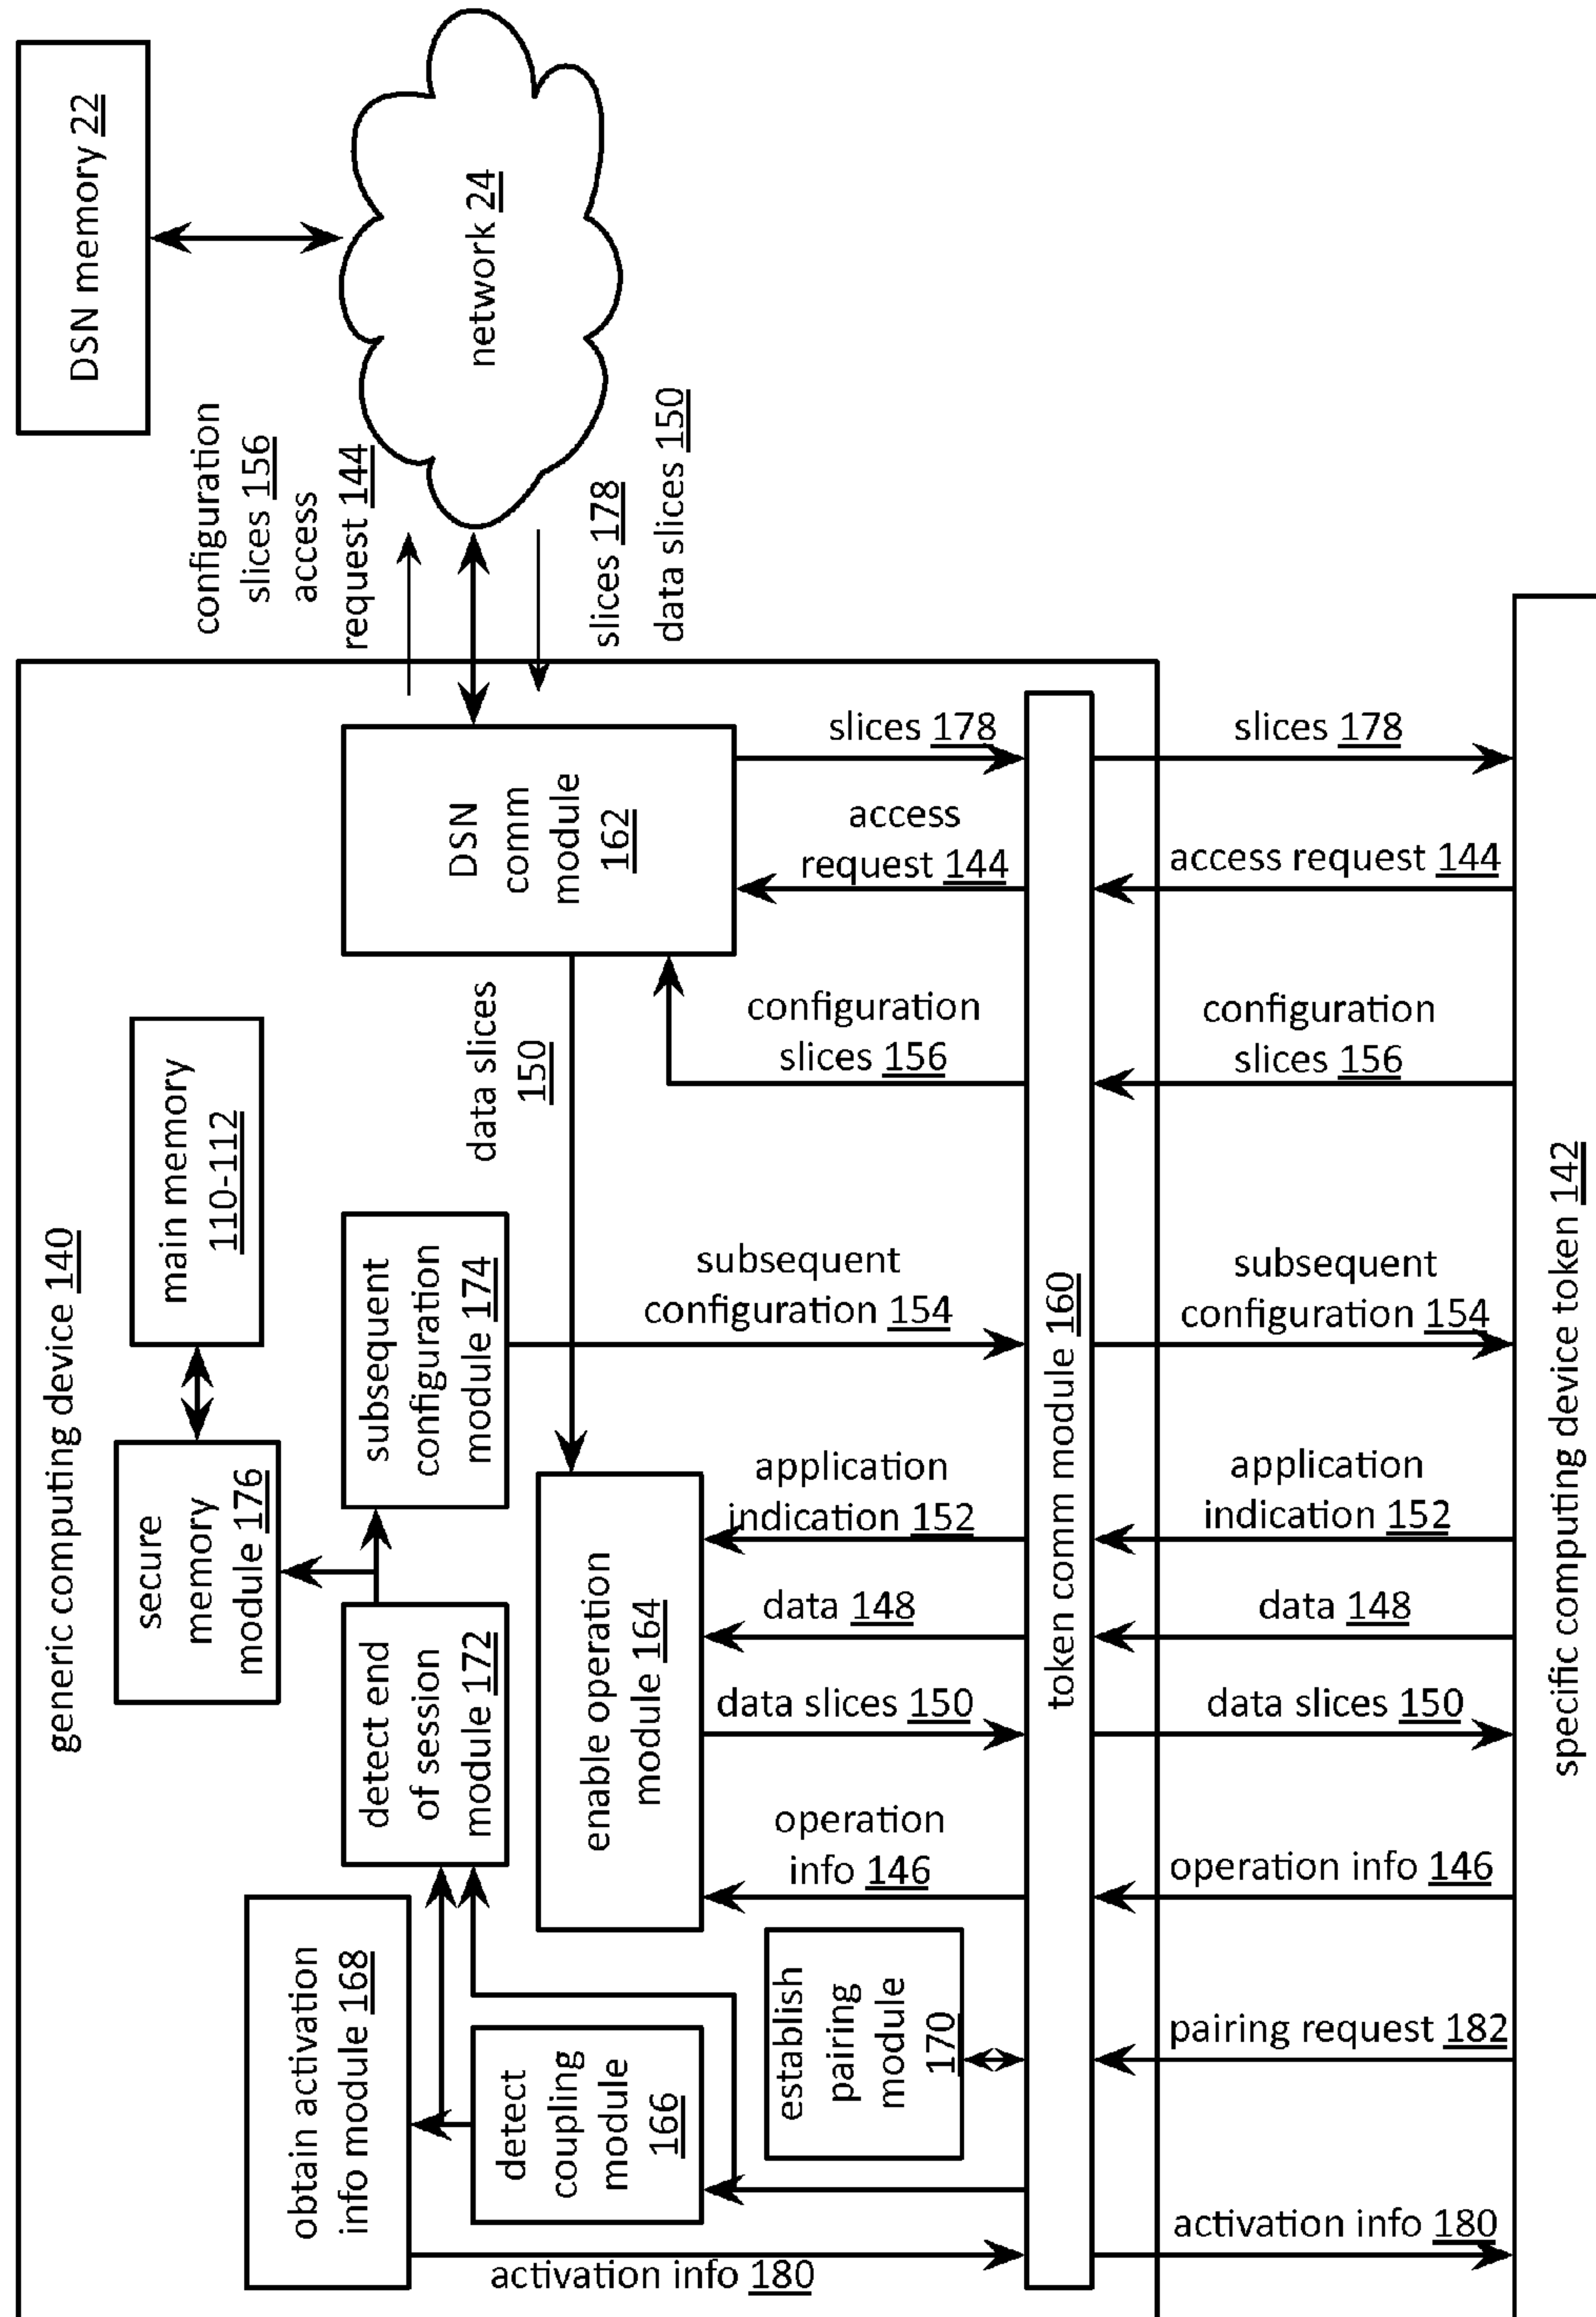 DSN memory 22
network 24
configuration
slices 156
access
request 144
slices 178
data slices 150
generic computing device 140
main memory
110-112
secure
memory
module 176
DSN
comm
module
162
data slices
150
subsequent
configuration
module 174
detect end
of session
module 172
obtain activation
info module 168
detect
coupling
module
166
enable operation
module 164
establish
pairing
module
170
slices 178
access
request 144
configuration
slices 156
subsequent
configuration 154
application
indication 152
data 148
data slices 150
operation
info 146
activation info 180
token comm module 160
slices 178
access request 144
configuration
slices 156
subsequent
configuration 154
application
indication 152
data 148
data slices 150
operation info 146
pairing request 182
activation info 180
specific computing device token 142